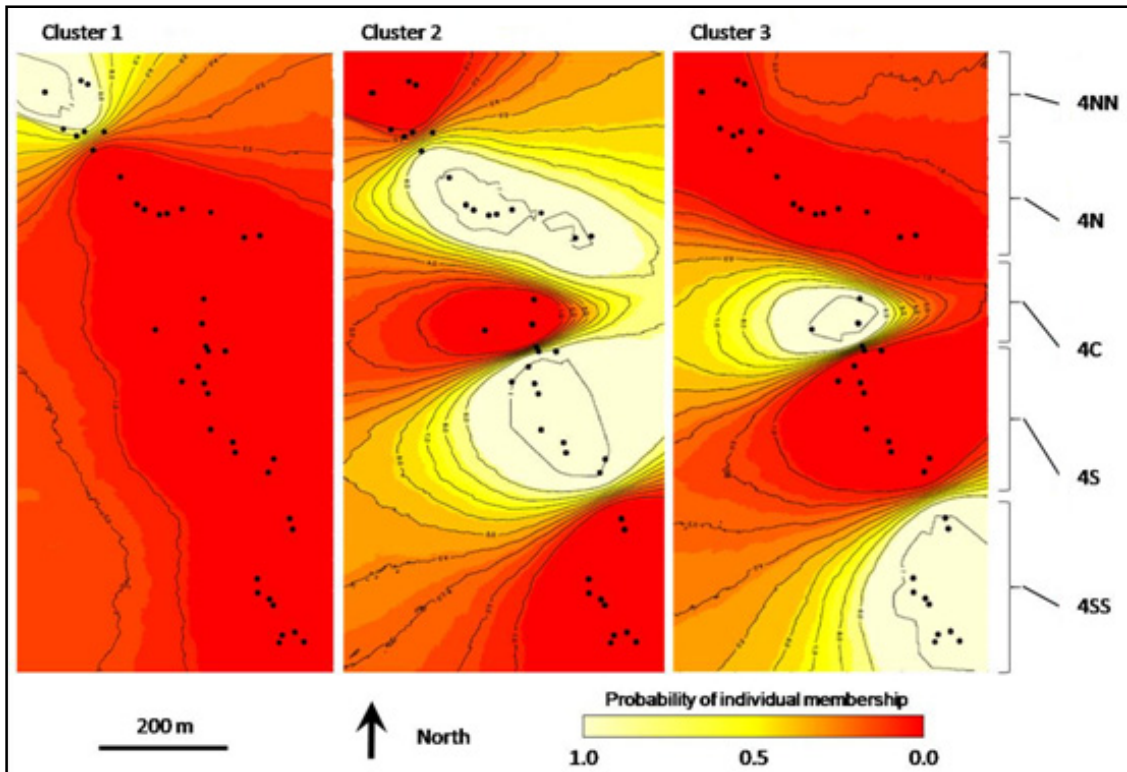 Cluster 1
Cluster 2
Cluster 3
4NN
4N
4C
4S
4SS
200 m
North
Probability of individual membership
1.0
0.5
0.0